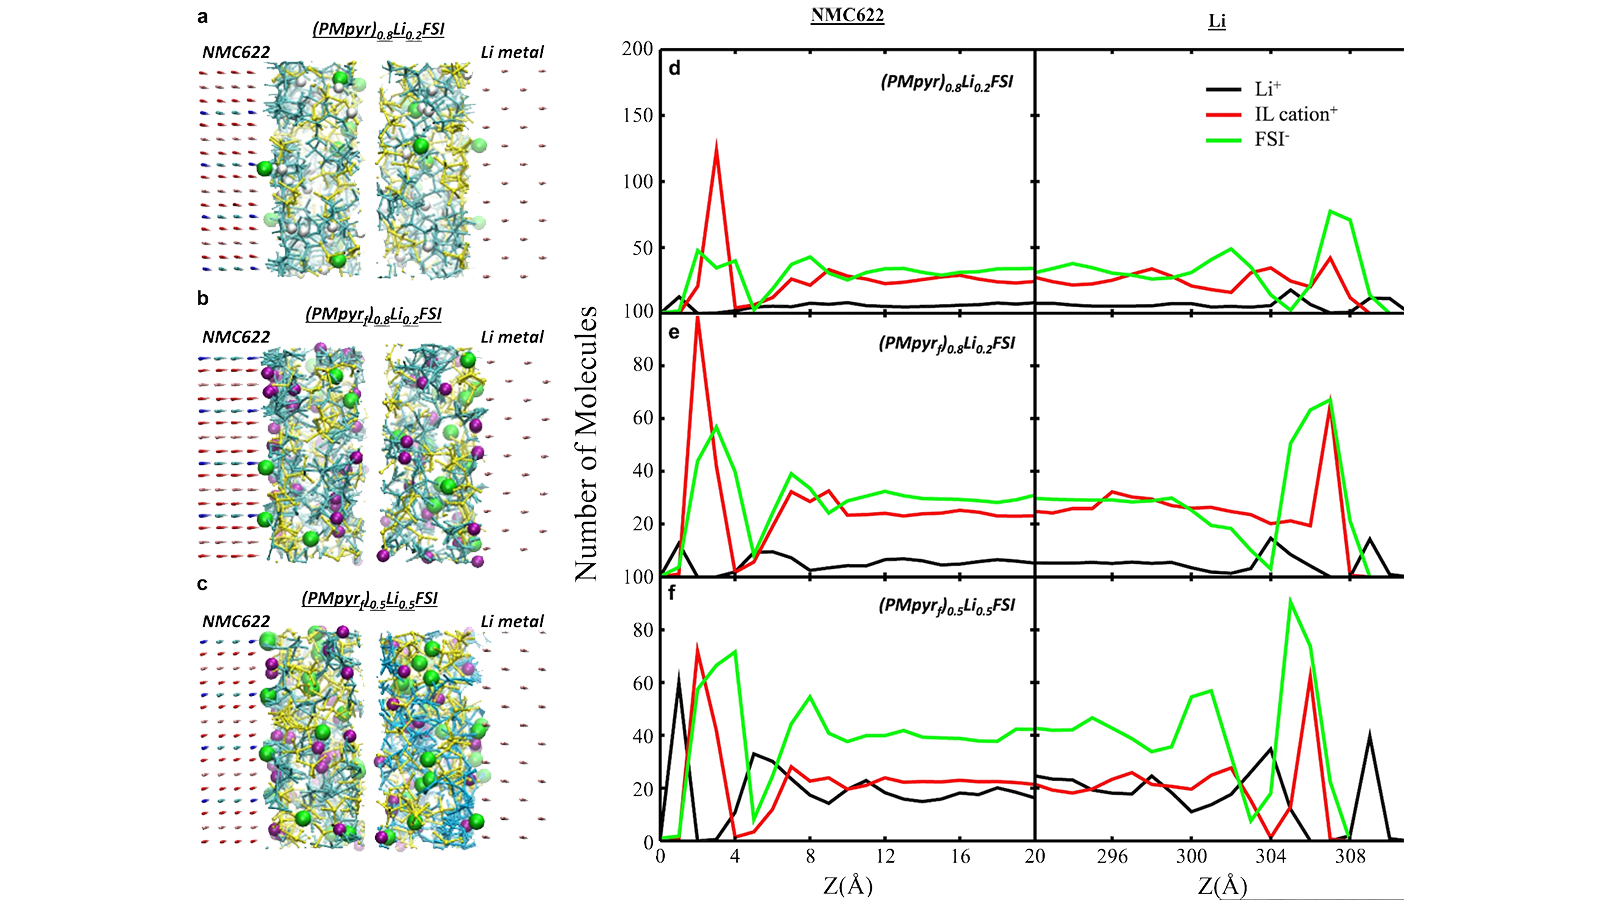 a
(PMpyr)0.8Li0.2FSI
NMC622 Li metal
b
(PMpyrf)0.8Li0.2FSI
NMC622 Li metal
c
(PMpyrf)0.5Li0.5FSI
NMC622 Li metal
NMC622 Li
Number of Molecules
200
150
100
50
100
d
(PMpyr)0.8Li0.2FSI
Li+
IL cation+
FSI-
80
60
40
20
100
e
(PMpyrf)0.8Li0.2FSI
80
60
40
20
0
f
(PMpyrf)0.5Li0.5FSI
0 4 8 12 16 20 296 300 304 308
Z(Å) Z(Å)